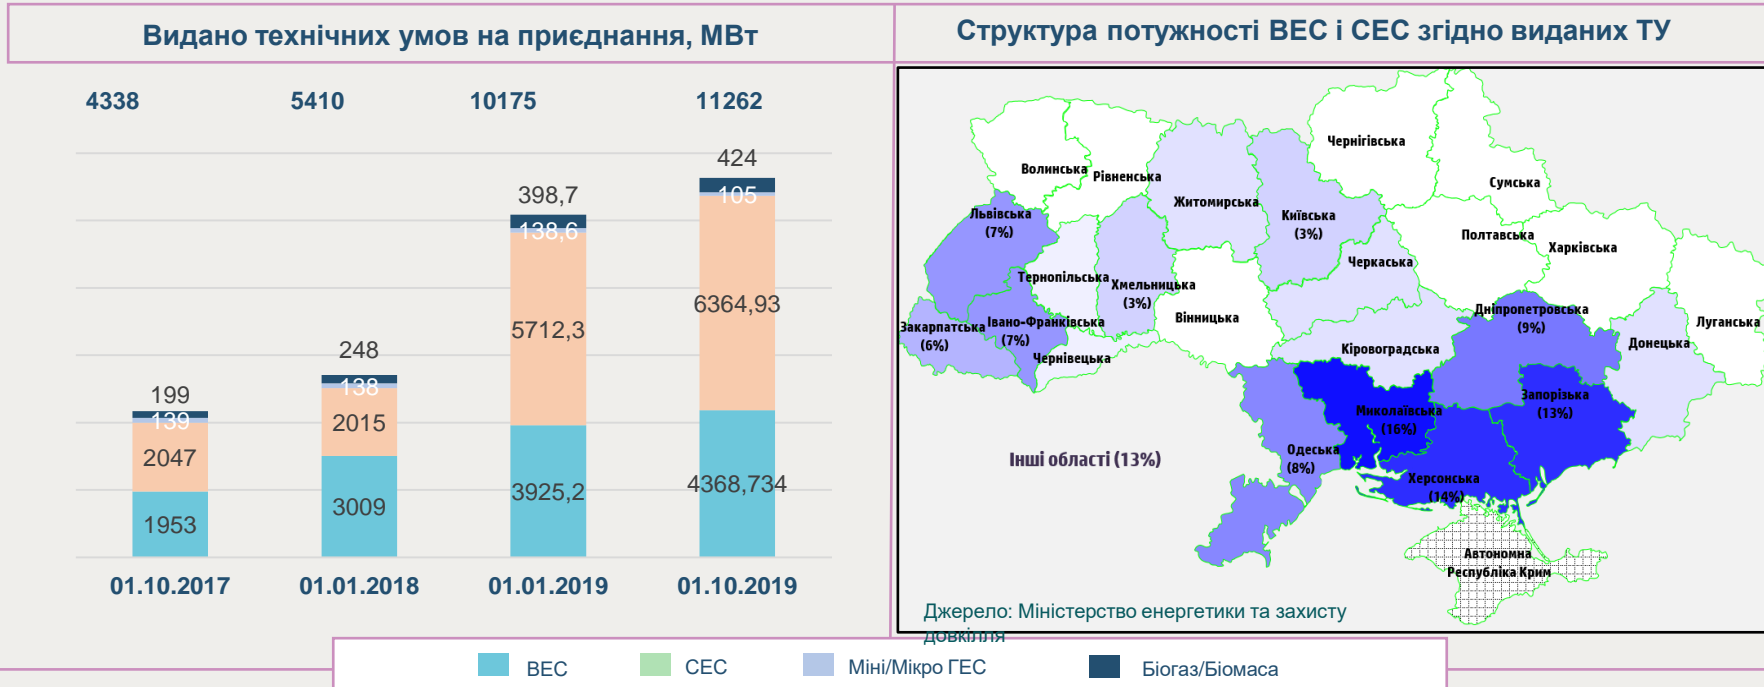 Видано технічних умов на приєднання, МВт
4338 5410 10175 11262
424
105
6364,93
4368,734
398,7
138,6
5712,3
3925,2
248
138
2015
3009
199
139
2047
1953
01.10.2017 01.01.2018 01.01.2019 01.10.2019
Структура потужності ВЕС і СЕС згідно виданих ТУ
Чернігівська
Волинська
Рівненська
Сумська
Житомирська
Львівська
(7%)
Київська
(3%)
Полтавська
Харківська
Черкаська
Тернопільська
Хмельницька
(3%)
Вінницька
Дніпропетровська
(9%)
Луганська
Закарпатська
(6%)
Івано-Франківська
(7%)
Чернівецька
Кіровоградська
Донецька
Запорізька
(13%)
Миколаївська
(16%)
Одеська
(8%)
Інші області (13%)
Херсонська
(14%)
Автономна
Республіка Крим
Джерело: Міністерство енергетики та захисту
довкілля
ВЕС СЕС Міні/Мікро ГЕС Біогаз/Біомаса